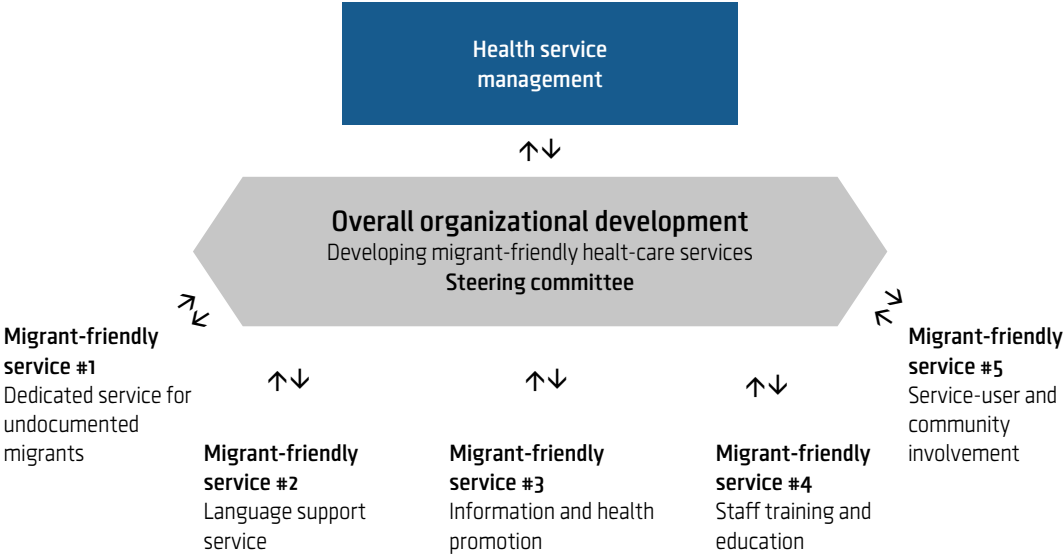 Health service
management
Overall organizational development
Developing migrant-friendly healt-care services
Steering committee
Migrant-friendly
service #1
Dedicated service for
undocumented
migrants
Migrant-friendly
service #2
Language support
service
Migrant-friendly
service #3
Information and health
promotion
Migrant-friendly
service #4
Staff training and
education
Migrant-friendly
service #5
Service-user and
community
involvement